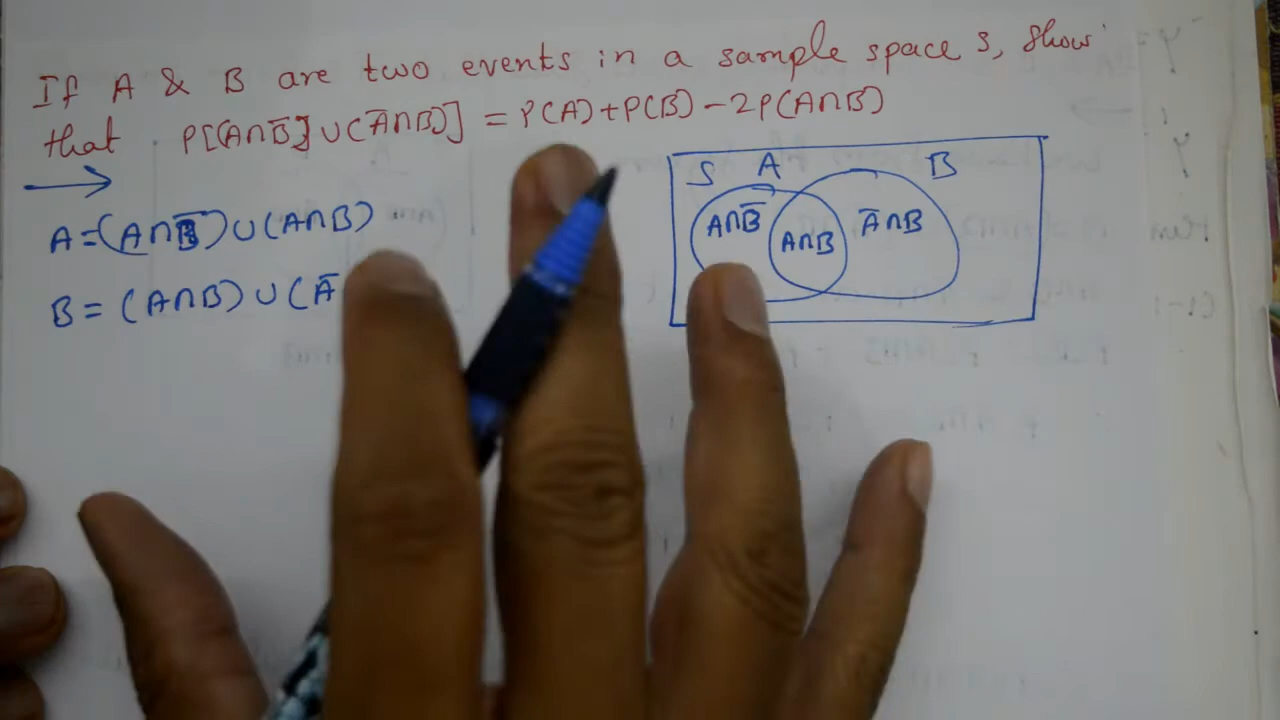 If A & B are two events in a sample space S, show
that P[(A∩B̅] ∪ (A̅∩B)] = P(A) + P(B) - 2P(A∩B)
A = (A∩B̅) ∪ (A∩B)
B = (A∩B) ∪ (A̅
S A B
A∩B̅ A∩B A̅∩B